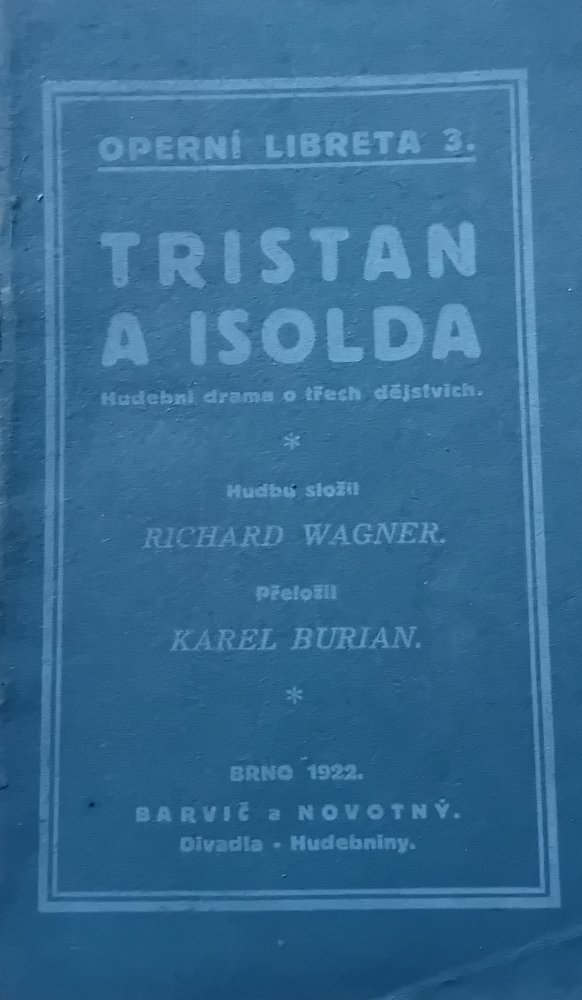 OPERNÍ LIBRETA 3.
TRISTAN
A ISOLDA
Hudební drama o třech dějstvích.
*
Hudbu složil
RICHARD WAGNER.
Přeložil
KAREL BURIAN.
*
BRNO 1922.
BARVIČ a NOVOTNÝ.
Divadla • Hudebniny.